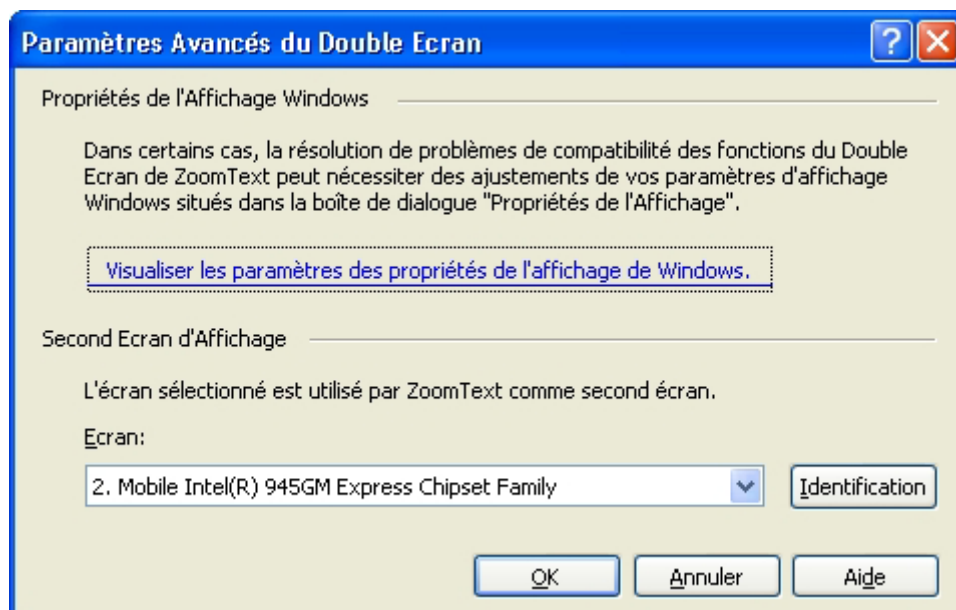 Paramètres Avancés du Double Ecran
Propriétés de l'Affichage Windows
Dans certains cas, la résolution de problèmes de compatibilité des fonctions du Double
Ecran de ZoomText peut nécessiter des ajustements de vos paramètres d'affichage
Windows situés dans la boîte de dialogue "Propriétés de l'Affichage".
Visualiser les paramètres des propriétés de l'affichage de Windows.
Second Ecran d'Affichage
L'écran sélectionné est utilisé par ZoomText comme second écran.
Ecran:
2. Mobile Intel(R) 945GM Express Chipset Family
Identification
OK
Annuler
Aide